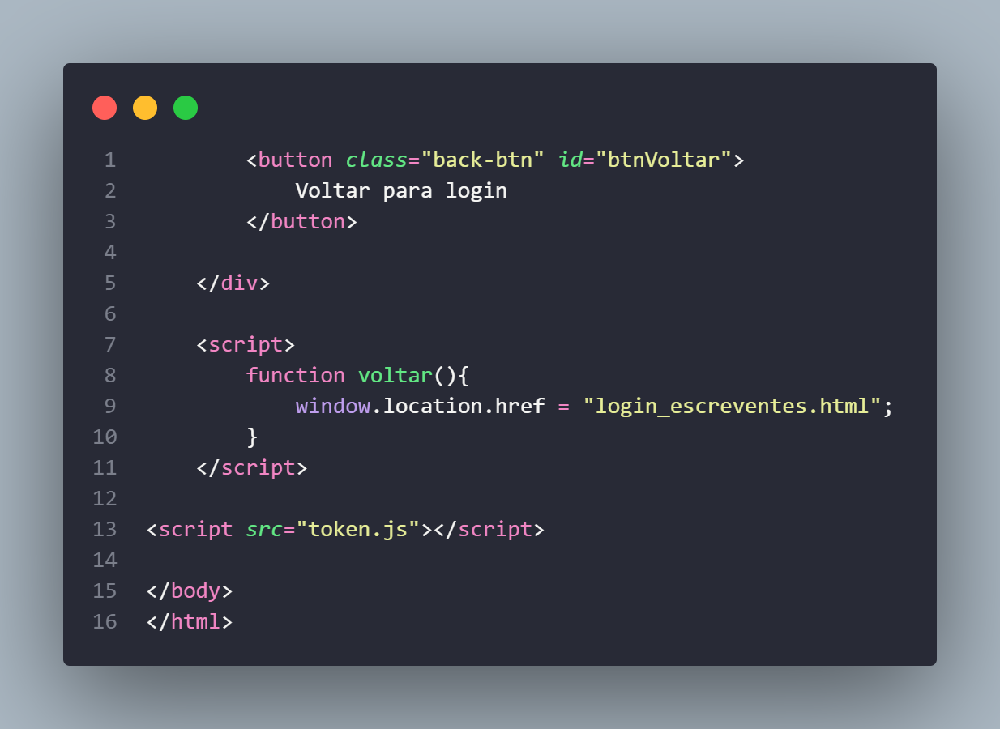 1 <button class="back-btn" id="btnVoltar">
2 Voltar para login
3 </button>
4
5 </div>
6
7 <script>
8 function voltar(){
9 window.location.href = "login_escreventes.html";
10 }
11 </script>
12
13 <script src="token.js"></script>
14
15 </body>
16 </html>